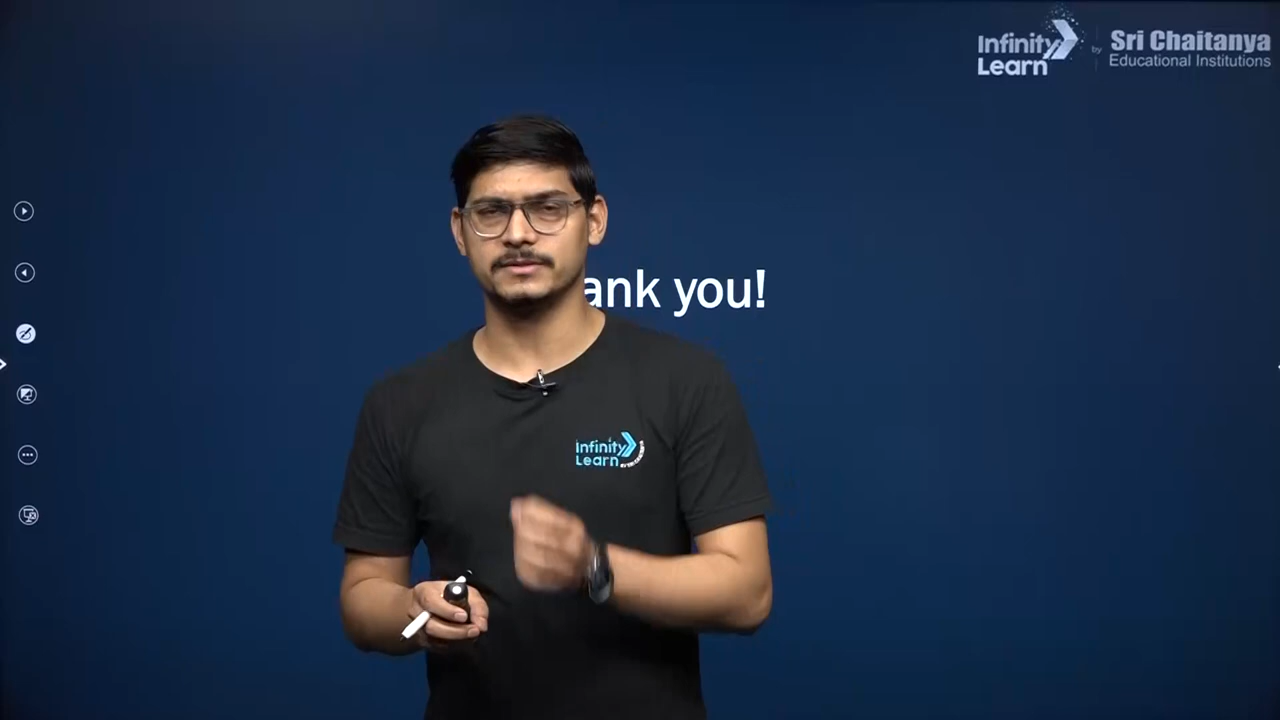 Infinity
Learn
by
Sri Chaitanya
Educational Institutions
ank you!
Infinity
Learn